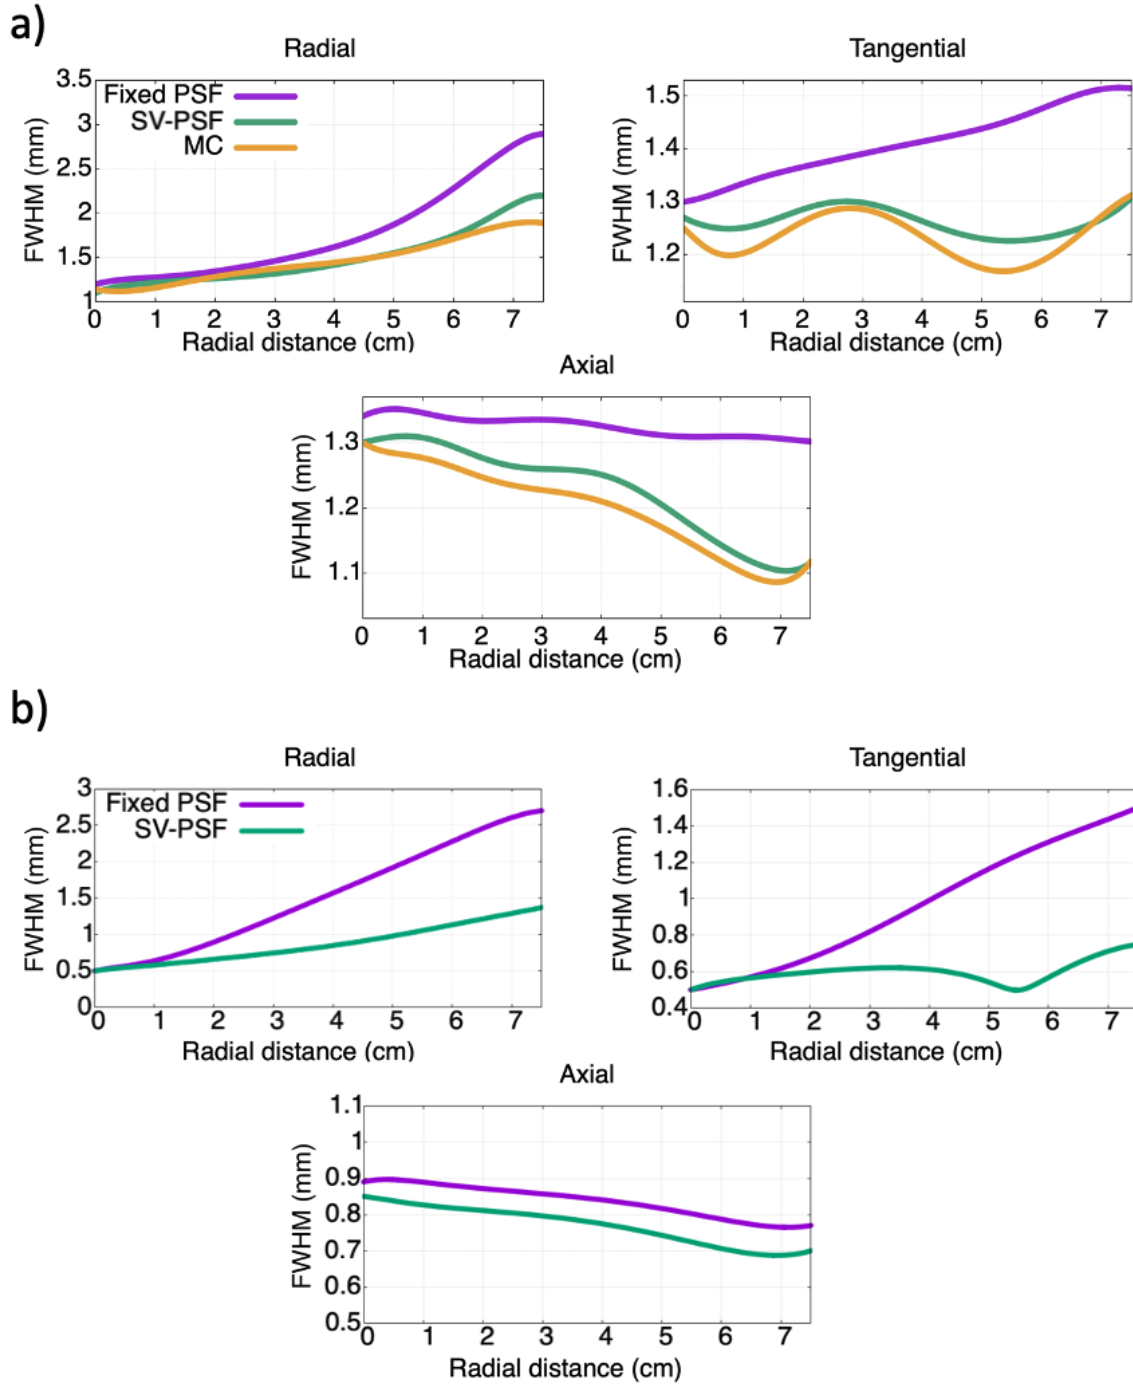 a)
Radial
Tangential
3.5
3
2.5
2
1.5
1
Fixed PSF
SV-PSF
MC
FWHM (mm)
0 1 2 3 4 5 6 7
Radial distance (cm)
1.5
1.4
1.3
1.2
FWHM (mm)
0 1 2 3 4 5 6 7
Radial distance (cm)
Axial
1.3
1.2
1.1
FWHM (mm)
0 1 2 3 4 5 6 7
Radial distance (cm)
b)
Radial
Tangential
3
2.5
2
1.5
1
0.5
0
Fixed PSF
SV-PSF
FWHM (mm)
0 1 2 3 4 5 6 7
Radial distance (cm)
1.6
1.4
1.2
1
0.8
0.6
0.4
FWHM (mm)
0 1 2 3 4 5 6 7
Radial distance (cm)
Axial
1.1
1
0.9
0.8
0.7
0.6
0.5
FWHM (mm)
0 1 2 3 4 5 6 7
Radial distance (cm)